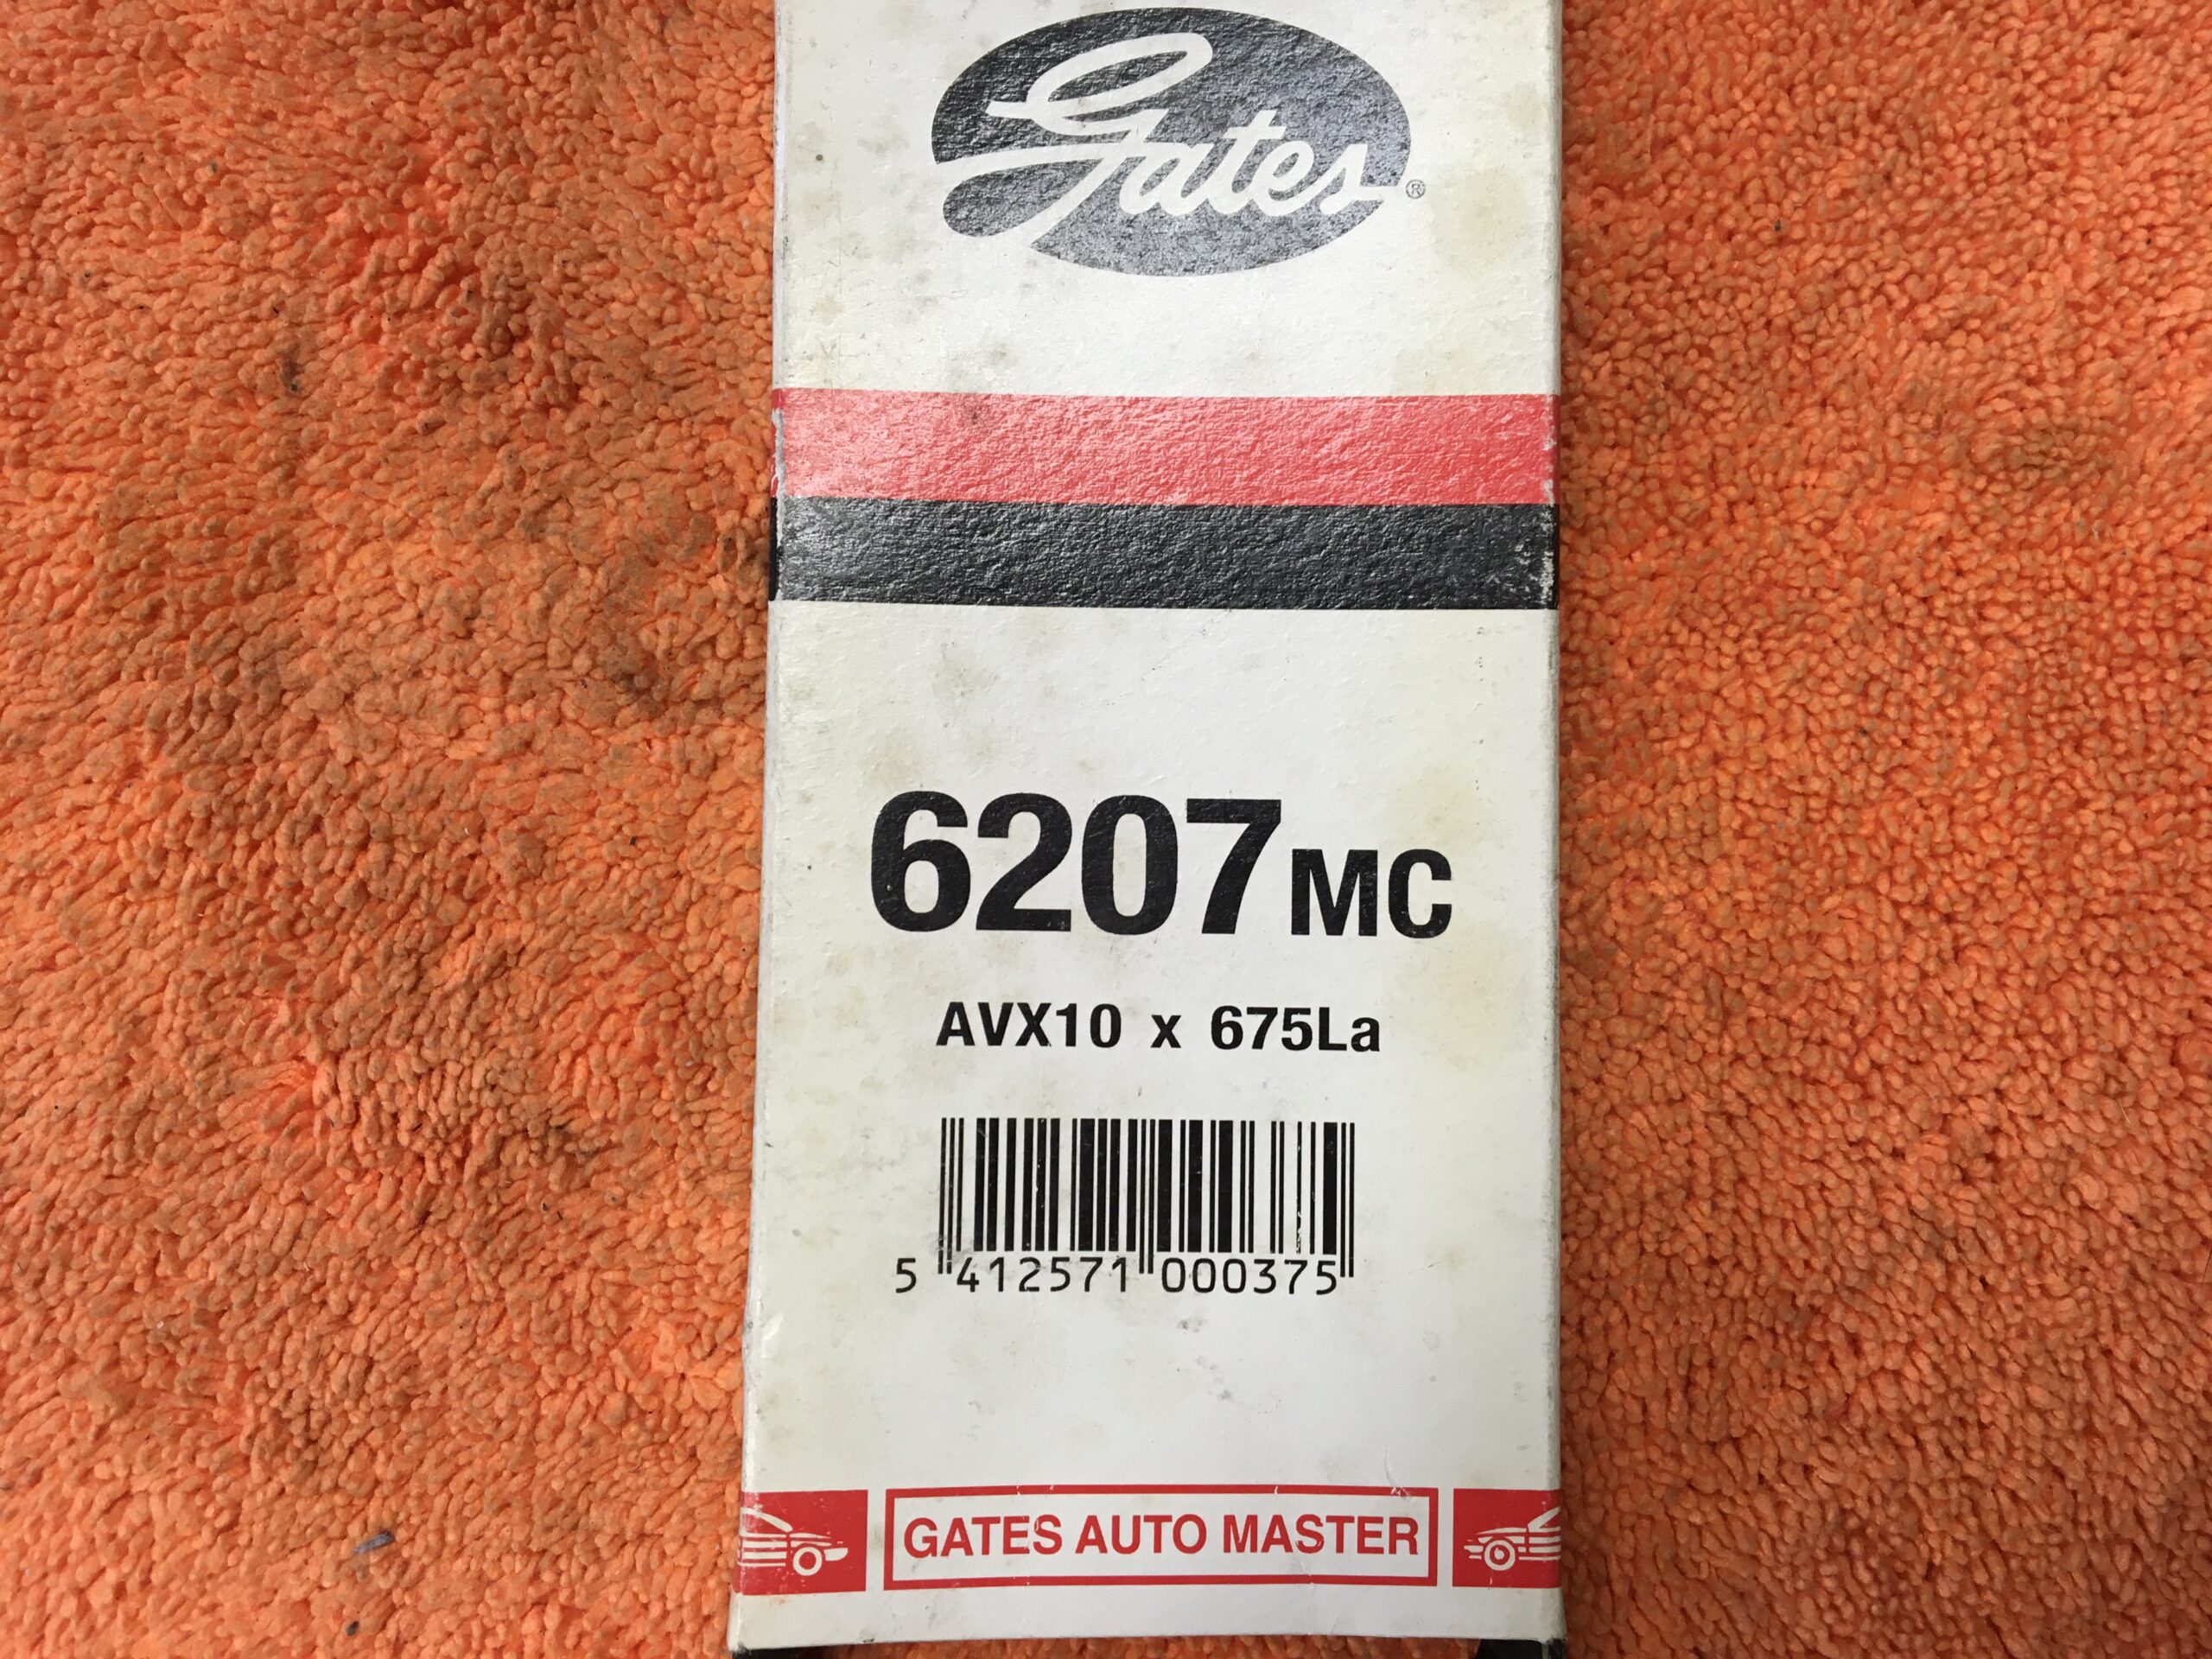 Gates®
6207 MC
AVX10 x 675La
5 412571 000375
GATES AUTO MASTER